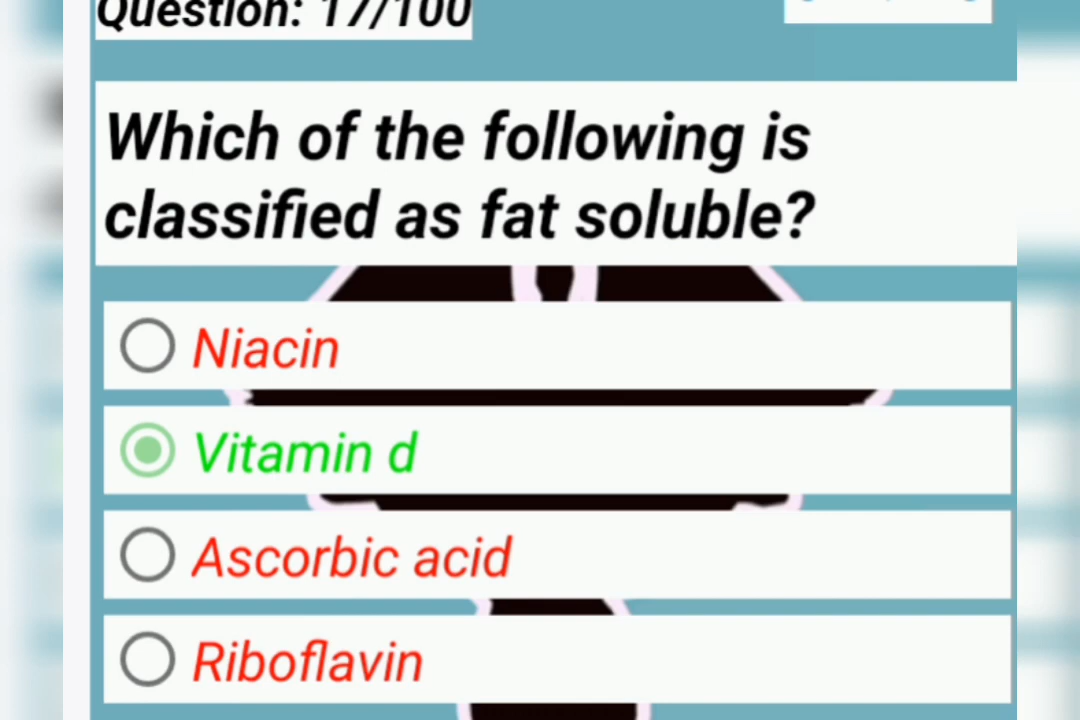 Question: 17/100
Which of the following is
classified as fat soluble?
Niacin
Vitamin d
Ascorbic acid
Riboflavin